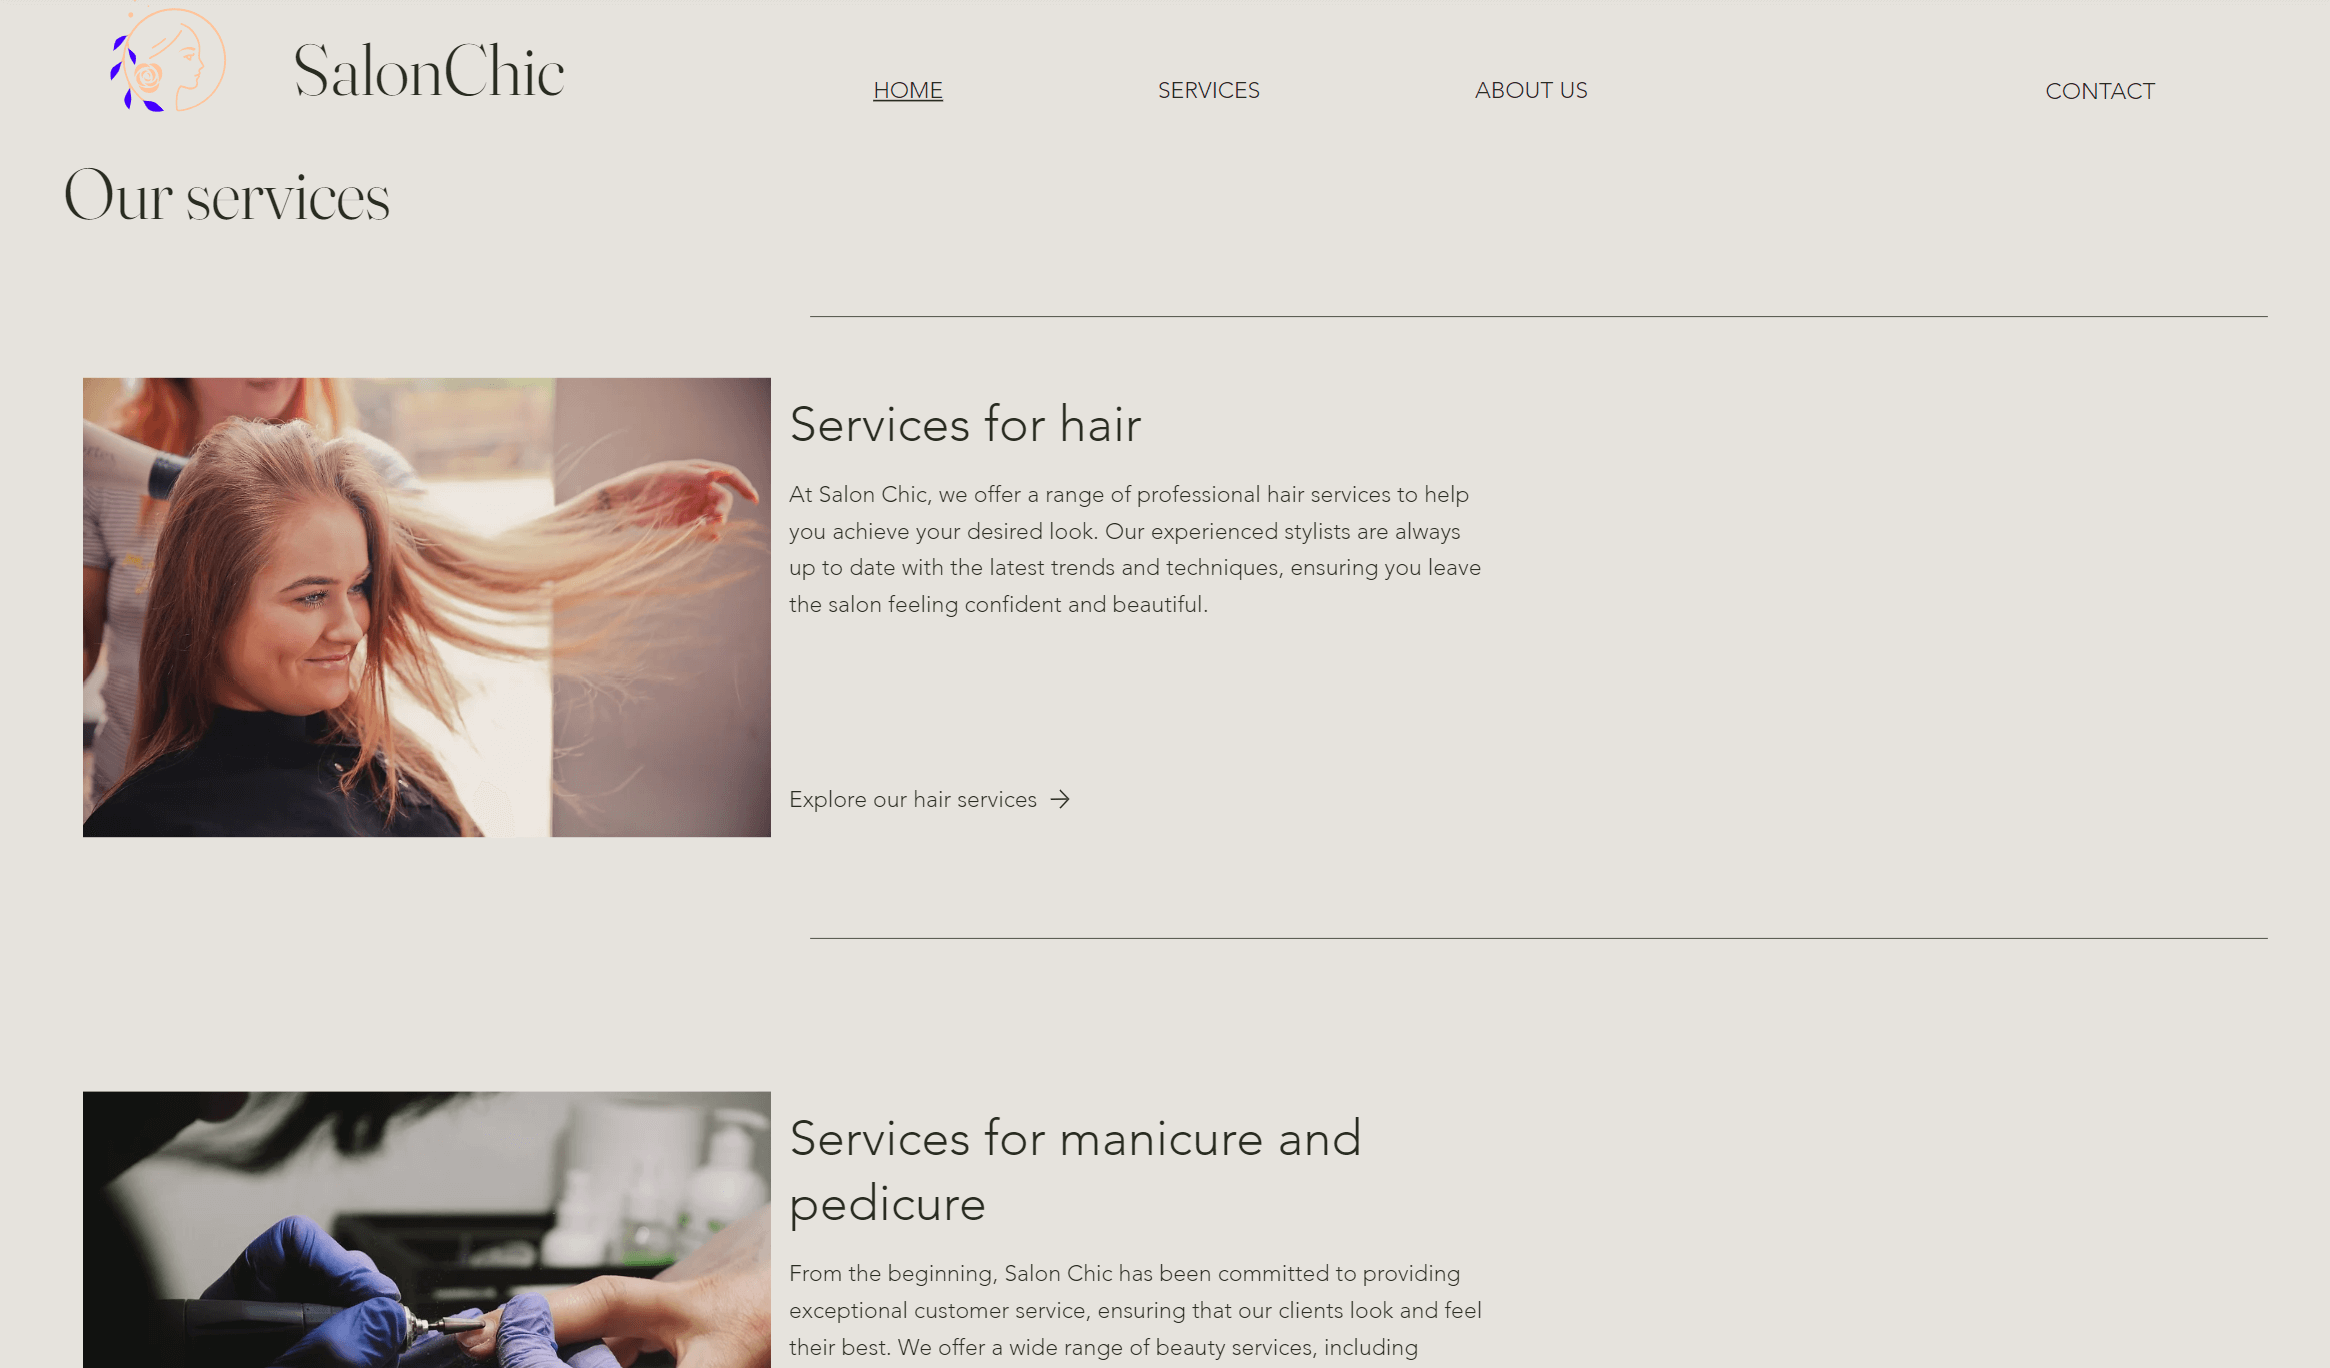 SalonChic
HOME
SERVICES
ABOUT US
CONTACT
Our services
Services for hair
At Salon Chic, we offer a range of professional hair services to help
you achieve your desired look. Our experienced stylists are always
up to date with the latest trends and techniques, ensuring you leave
the salon feeling confident and beautiful.
Explore our hair services
Services for manicure and
pedicure
From the beginning, Salon Chic has been committed to providing
exceptional customer service, ensuring that our clients look and feel
their best. We offer a wide range of beauty services, including